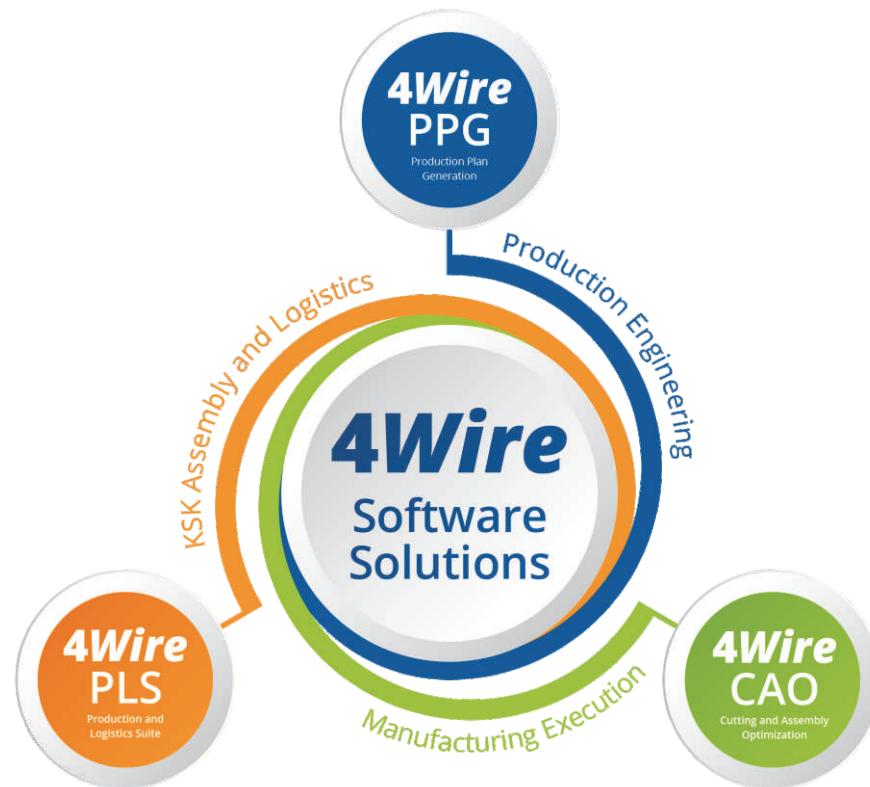 4Wire
PPG
Production Plan
Generation
Production Engineering
KSK Assembly and Logistics
4Wire
Software
Solutions
4Wire
PLS
Production and
Logistics Suite
4Wire
CAO
Cutting and Assembly
Optimization
Manufacturing Execution